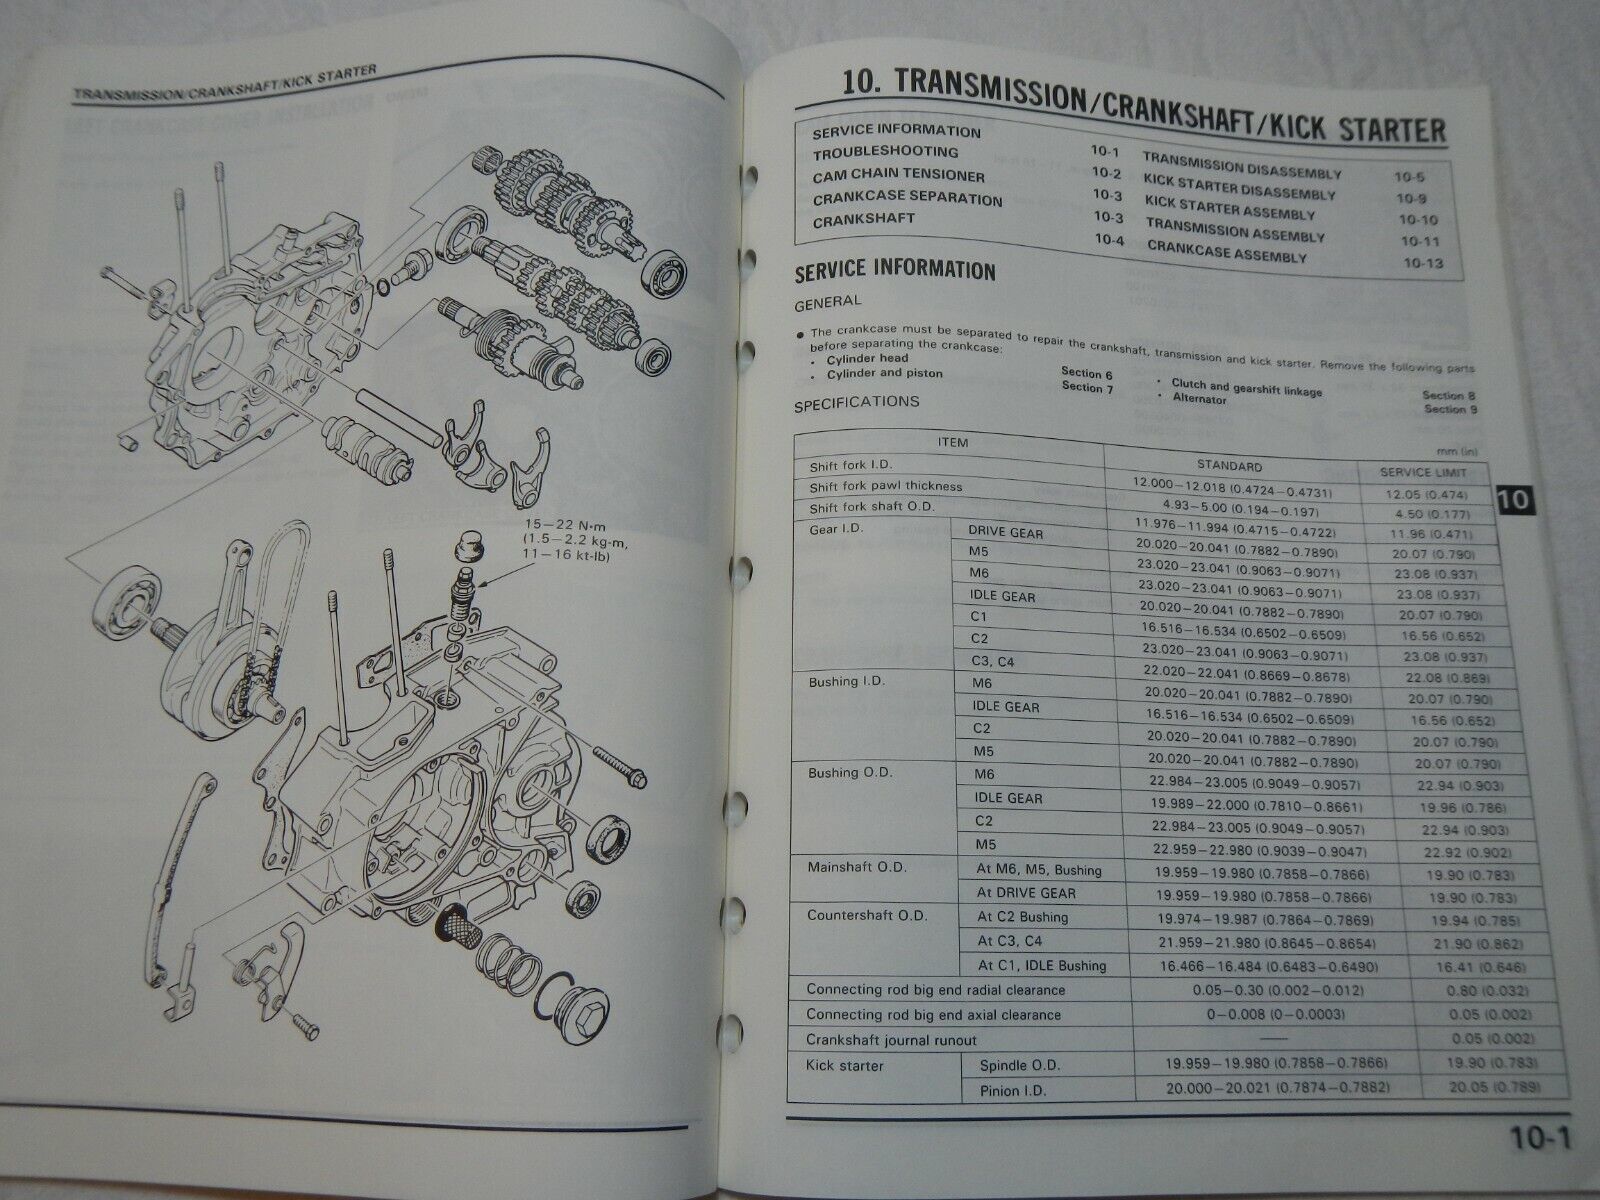 TRANSMISSION/CRANKSHAFT/KICK STARTER
15–22 N·m
(1.5–2.2 kg-m,
11–16 kt-lb)
10. TRANSMISSION/CRANKSHAFT/KICK STARTER
SERVICE INFORMATION 10-1
TROUBLESHOOTING 10-2
CAM CHAIN TENSIONER 10-3
CRANKCASE SEPARATION 10-3
CRANKSHAFT 10-4
TRANSMISSION DISASSEMBLY 10-5
KICK STARTER DISASSEMBLY 10-9
KICK STARTER ASSEMBLY 10-10
TRANSMISSION ASSEMBLY 10-11
CRANKCASE ASSEMBLY 10-13
SERVICE INFORMATION
GENERAL
● The crankcase must be separated to repair the crankshaft, transmission and kick starter. Remove the following parts
before separating the crankcase:
· Cylinder head Section 6 · Clutch and gearshift linkage Section 8
· Cylinder and piston Section 7 · Alternator Section 9
SPECIFICATIONS
mm (in)
ITEM STANDARD SERVICE LIMIT
Shift fork I.D. 12.000–12.018 (0.4724–0.4731) 12.05 (0.474)
Shift fork pawl thickness 4.93–5.00 (0.194–0.197) 4.50 (0.177)
Shift fork shaft O.D. 11.976–11.994 (0.4715–0.4722) 11.96 (0.471)
Gear I.D. DRIVE GEAR 20.020–20.041 (0.7882–0.7890) 20.07 (0.790)
M5 23.020–23.041 (0.9063–0.9071) 23.08 (0.937)
M6 23.020–23.041 (0.9063–0.9071) 23.08 (0.937)
IDLE GEAR 20.020–20.041 (0.7882–0.7890) 20.07 (0.790)
C1 16.516–16.534 (0.6502–0.6509) 16.56 (0.652)
C2 23.020–23.041 (0.9063–0.9071) 23.08 (0.937)
C3, C4 22.020–22.041 (0.8669–0.8678) 22.08 (0.869)
Bushing I.D. M6 20.020–20.041 (0.7882–0.7890) 20.07 (0.790)
IDLE GEAR 16.516–16.534 (0.6502–0.6509) 16.56 (0.652)
C2 20.020–20.041 (0.7882–0.7890) 20.07 (0.790)
M5 20.020–20.041 (0.7882–0.7890) 20.07 (0.790)
Bushing O.D. M6 22.984–23.005 (0.9049–0.9057) 22.94 (0.903)
IDLE GEAR 19.989–22.000 (0.7810–0.8661) 19.96 (0.786)
C2 22.984–23.005 (0.9049–0.9057) 22.94 (0.903)
M5 22.959–22.980 (0.9039–0.9047) 22.92 (0.902)
Mainshaft O.D. At M6, M5, Bushing 19.959–19.980 (0.7858–0.7866) 19.90 (0.783)
At DRIVE GEAR 19.959–19.980 (0.7858–0.7866) 19.90 (0.783)
Countershaft O.D. At C2 Bushing 19.974–19.987 (0.7864–0.7869) 19.94 (0.785)
At C3, C4 21.959–21.980 (0.8645–0.8654) 21.90 (0.862)
At C1, IDLE Bushing 16.466–16.484 (0.6483–0.6490) 16.41 (0.646)
Connecting rod big end radial clearance 0.05–0.30 (0.002–0.012) 0.80 (0.032)
Connecting rod big end axial clearance 0–0.008 (0–0.0003) 0.05 (0.002)
Crankshaft journal runout — 0.05 (0.002)
Kick starter Spindle O.D. 19.959–19.980 (0.7858–0.7866) 19.90 (0.783)
Pinion I.D. 20.000–20.021 (0.7874–0.7882) 20.05 (0.789)
10
10-1